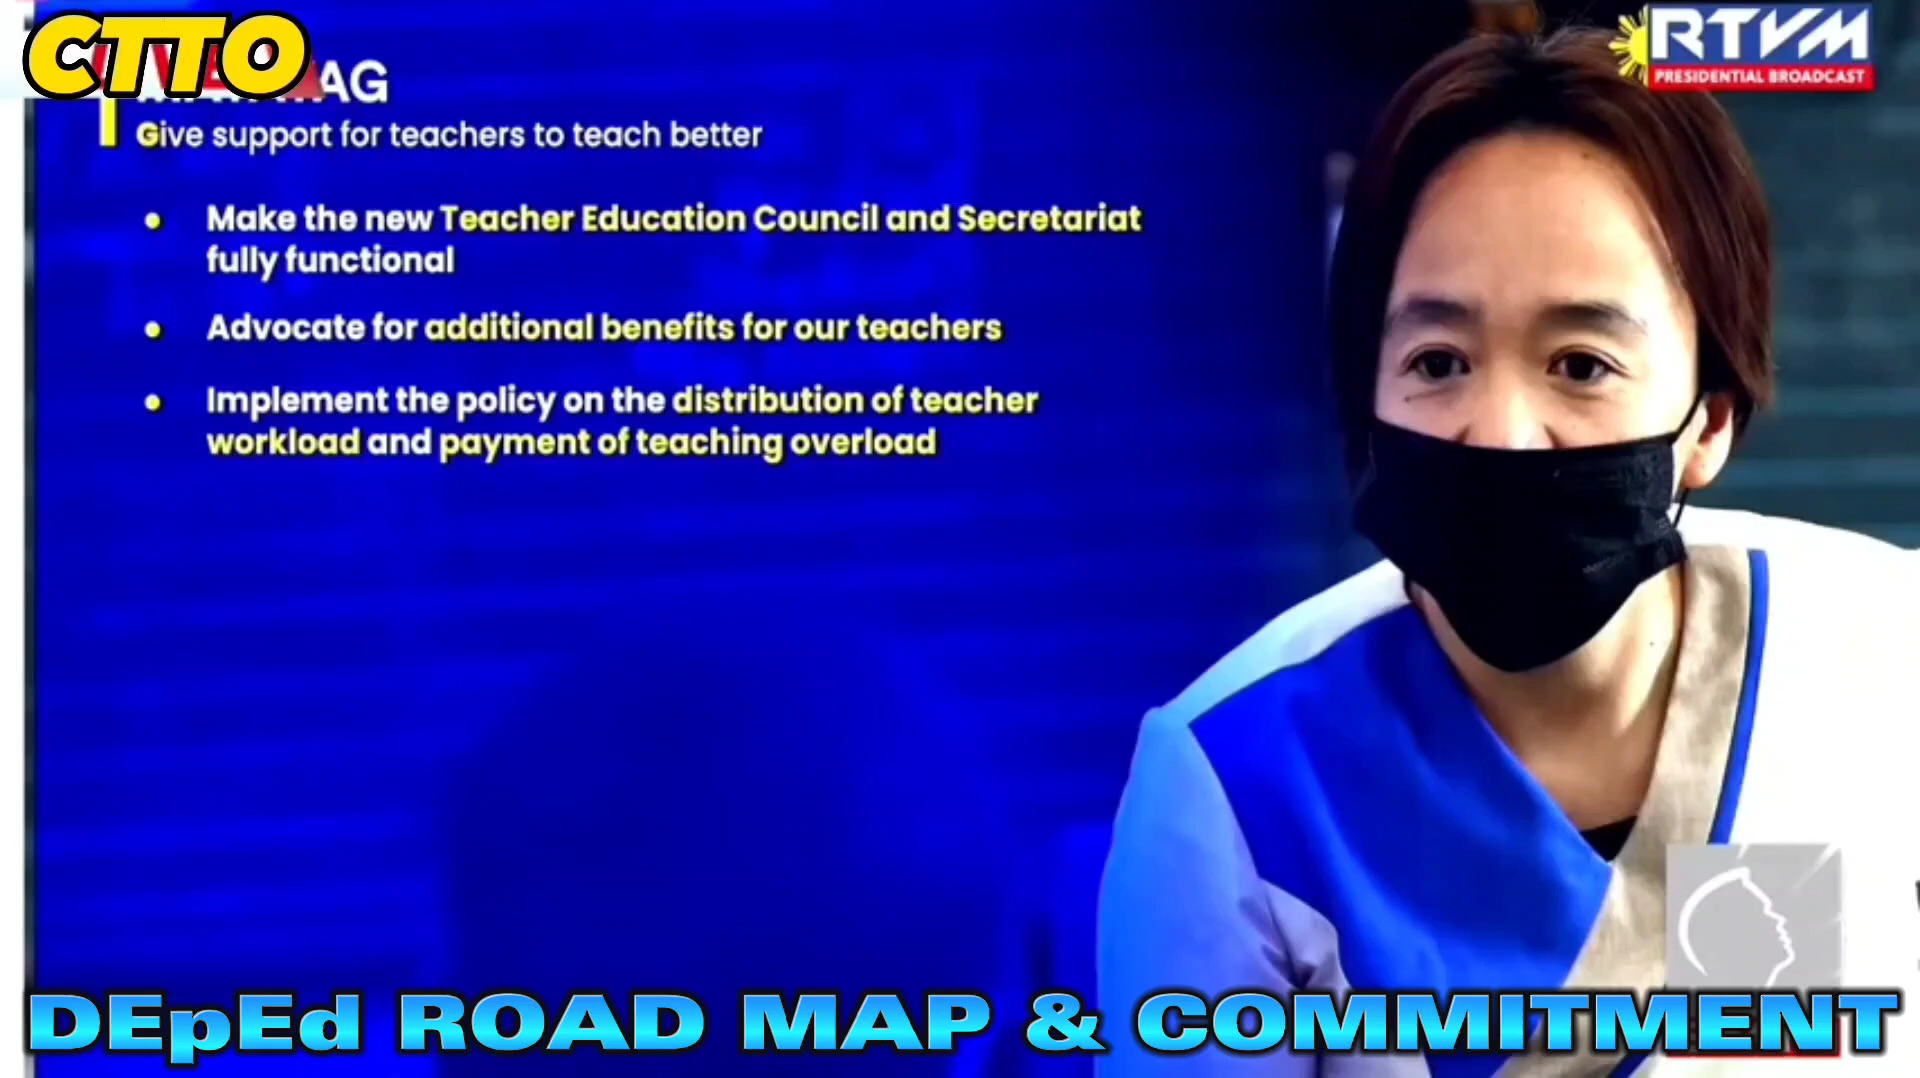 CTTO
RTVM
PRESIDENTIAL BROADCAST
Give support for teachers to teach better
• Make the new Teacher Education Council and Secretariat
fully functional
• Advocate for additional benefits for our teachers
• Implement the policy on the distribution of teacher
workload and payment of teaching overload
DEpEd ROAD MAP & COMMITMENT